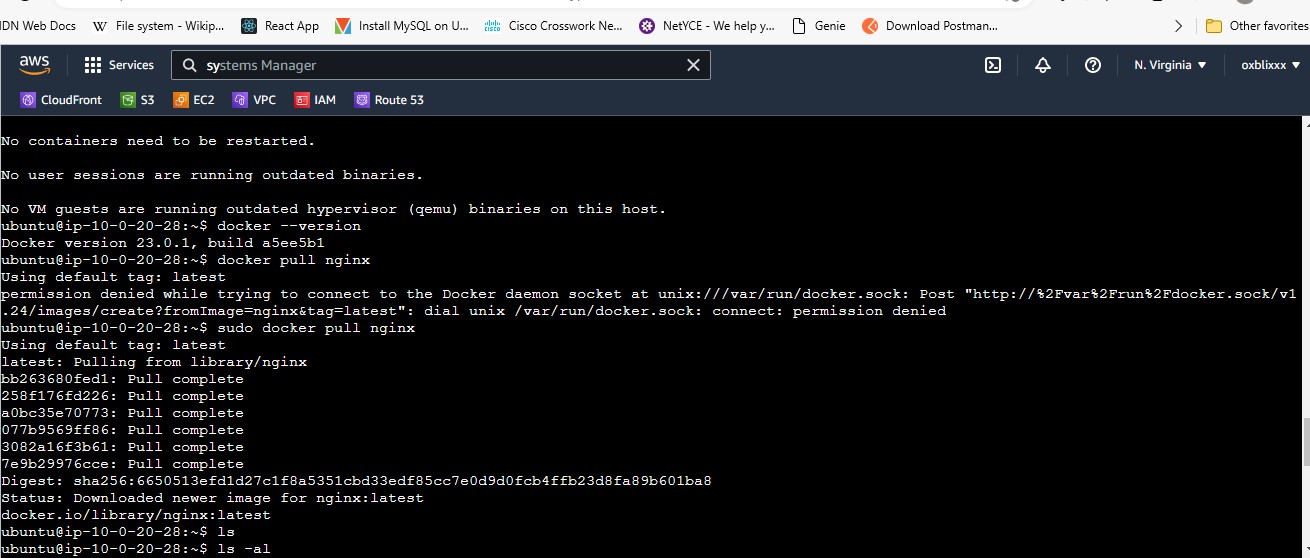 DN Web Docs
W File system - Wikip...
React App
Install MySQL on U...
Cisco Crosswork Ne...
NetYCE - We help y...
Genie
Download Postman...
Other favorites
aws
Services
systems Manager
N. Virginia
oxblixxx
CloudFront
S3
EC2
VPC
IAM
Route 53
No containers need to be restarted.
No user sessions are running outdated binaries.
No VM guests are running outdated hypervisor (qemu) binaries on this host.
ubuntu@ip-10-0-20-28:~$ docker --version
Docker version 23.0.1, build a5ee5b1
ubuntu@ip-10-0-20-28:~$ docker pull nginx
Using default tag: latest
permission denied while trying to connect to the Docker daemon socket at unix:///var/run/docker.sock: Post "http://%2Fvar%2Frun%2Fdocker.sock/v1
.24/images/create?fromImage=nginx&tag=latest": dial unix /var/run/docker.sock: connect: permission denied
ubuntu@ip-10-0-20-28:~$ sudo docker pull nginx
Using default tag: latest
latest: Pulling from library/nginx
bb263680fed1: Pull complete
258f176fd226: Pull complete
a0bc35e70773: Pull complete
077b9569ff86: Pull complete
3082a16f3b61: Pull complete
7e9b29976cce: Pull complete
Digest: sha256:6650513efd1d27c1f8a5351cbd33edf85cc7e0d9d0fcb4ffb23d8fa89b601ba8
Status: Downloaded newer image for nginx:latest
docker.io/library/nginx:latest
ubuntu@ip-10-0-20-28:~$ ls
ubuntu@ip-10-0-20-28:~$ ls -al